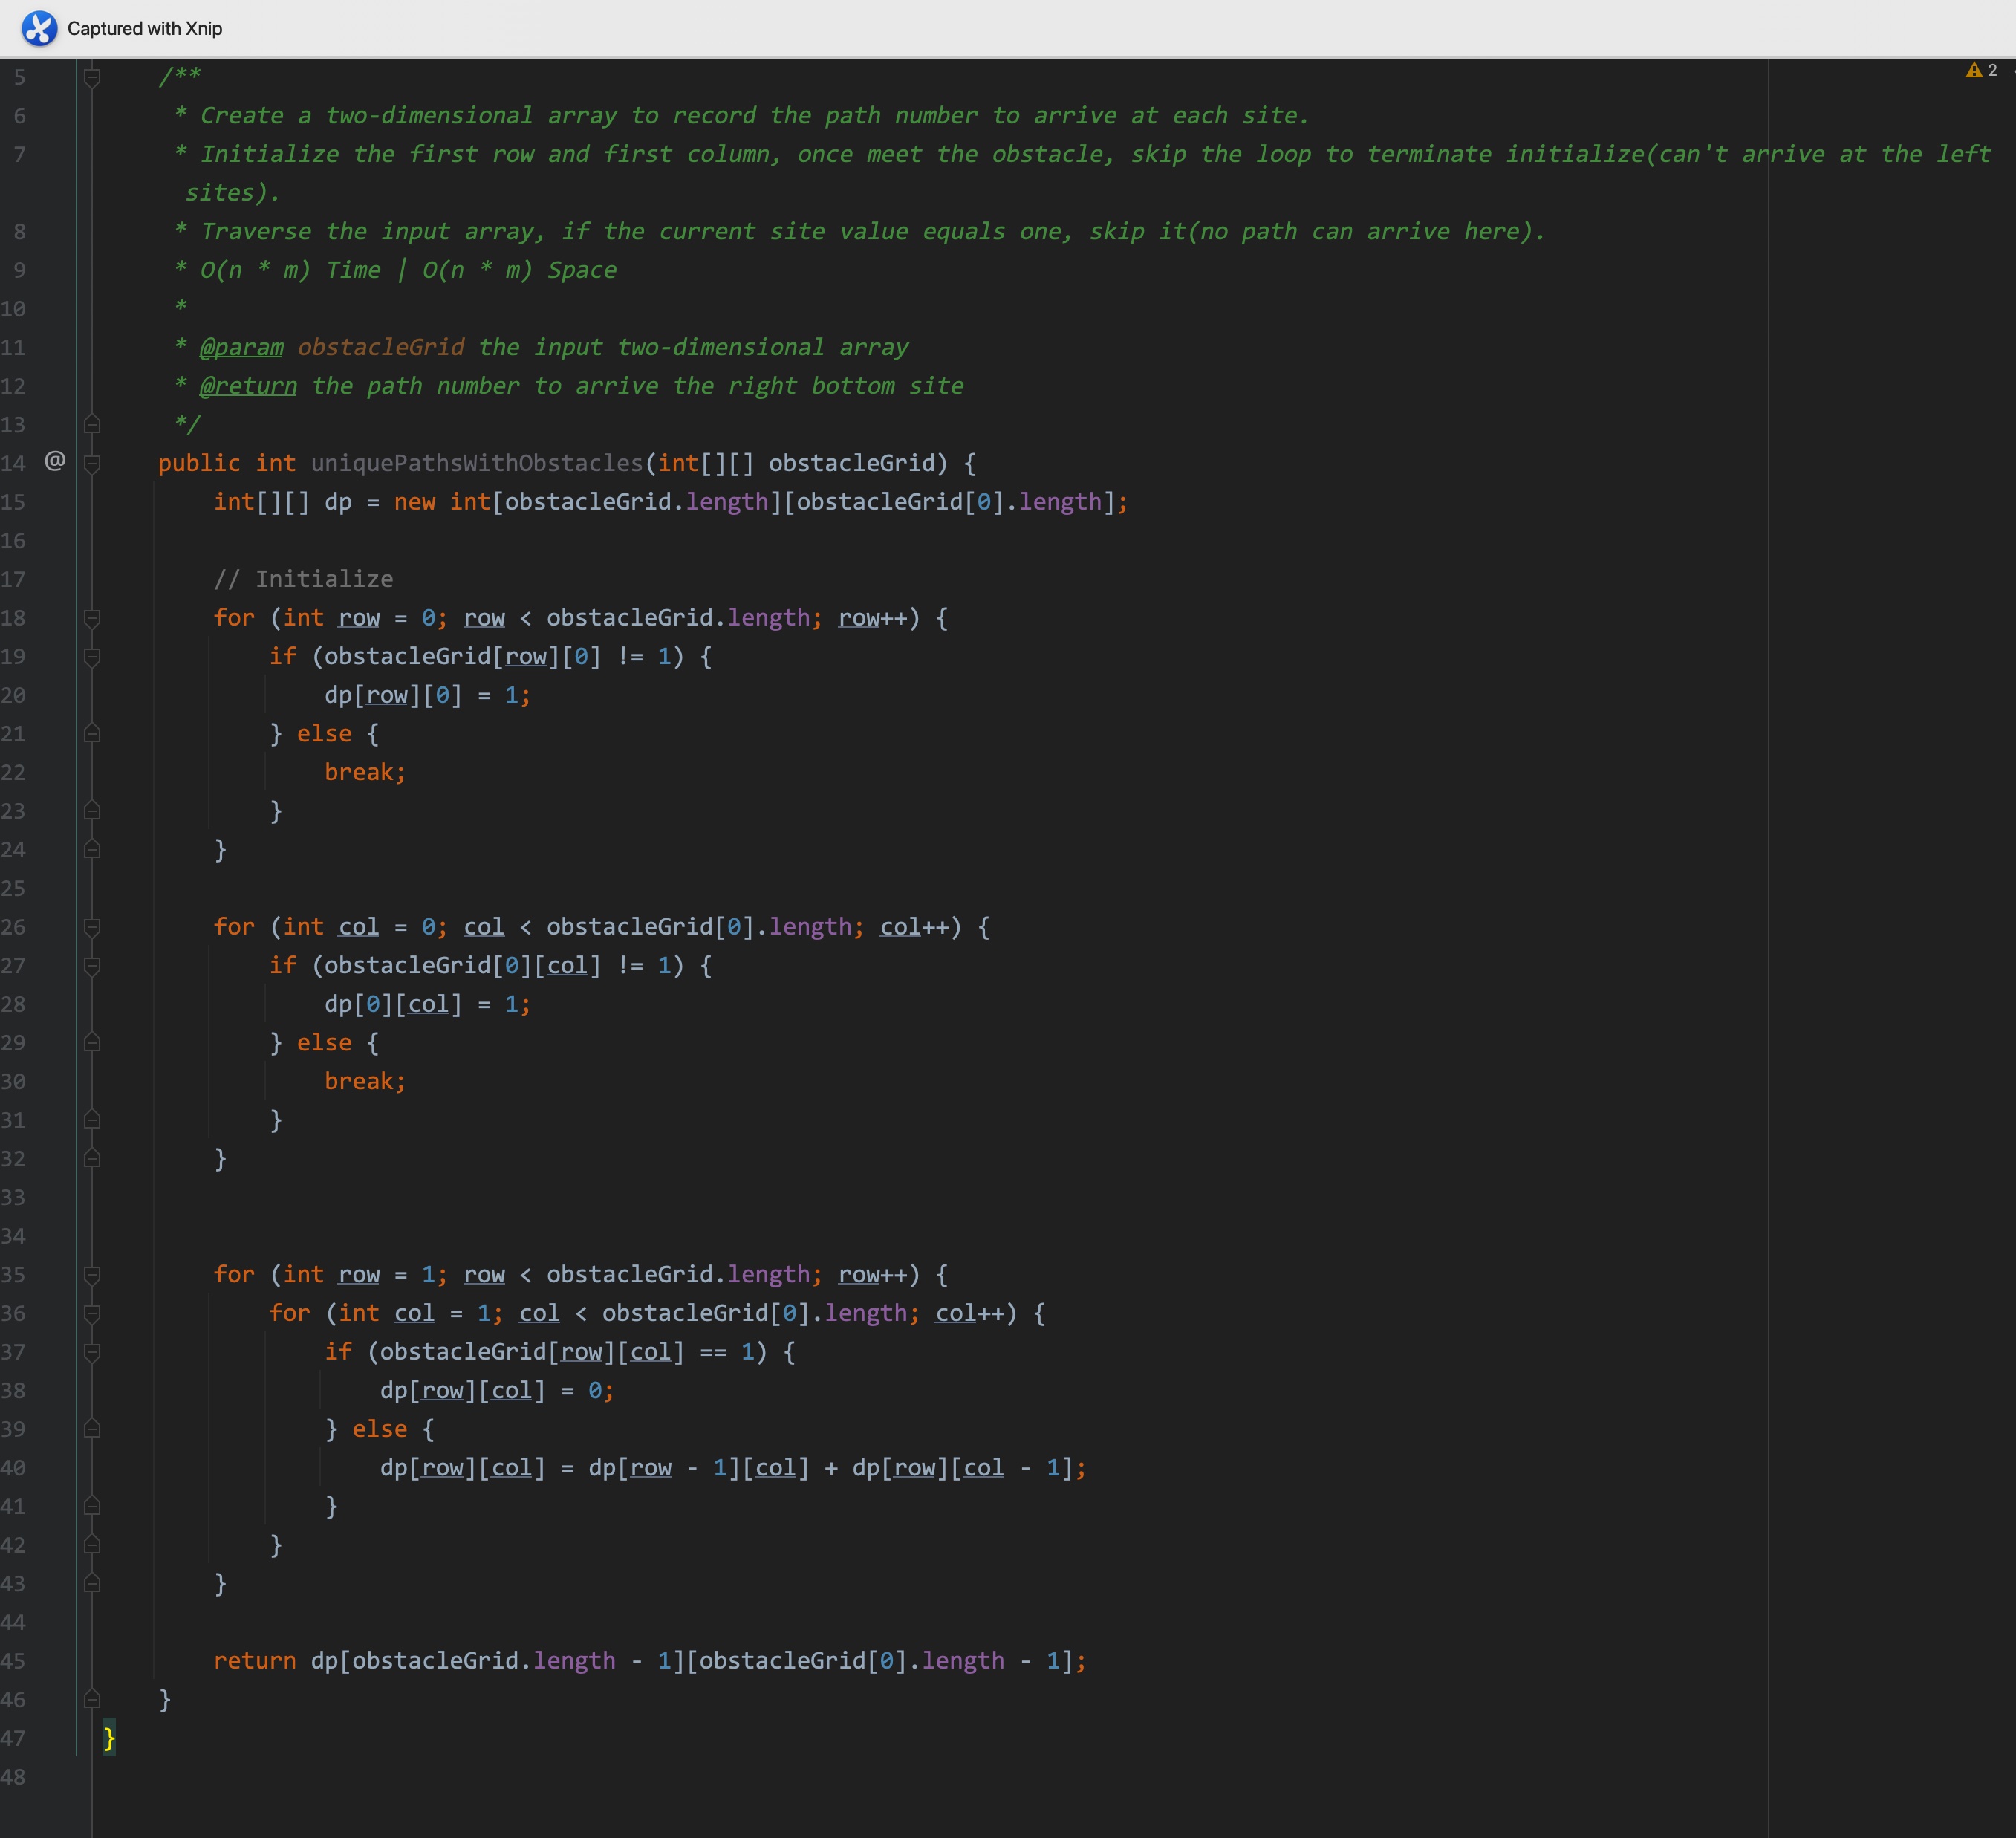 Captured with Xnip
2
5 /**
6 * Create a two-dimensional array to record the path number to arrive at each site.
7 * Initialize the first row and first column, once meet the obstacle, skip the loop to terminate initialize(can't arrive at the left
sites).
8 * Traverse the input array, if the current site value equals one, skip it(no path can arrive here).
9 * O(n * m) Time | O(n * m) Space
10 *
11 * @param obstacleGrid the input two-dimensional array
12 * @return the path number to arrive the right bottom site
13 */
14 @ public int uniquePathsWithObstacles(int[][] obstacleGrid) {
15 int[][] dp = new int[obstacleGrid.length][obstacleGrid[0].length];
16
17 // Initialize
18 for (int row = 0; row < obstacleGrid.length; row++) {
19 if (obstacleGrid[row][0] != 1) {
20 dp[row][0] = 1;
21 } else {
22 break;
23 }
24 }
25
26 for (int col = 0; col < obstacleGrid[0].length; col++) {
27 if (obstacleGrid[0][col] != 1) {
28 dp[0][col] = 1;
29 } else {
30 break;
31 }
32 }
33
34
35 for (int row = 1; row < obstacleGrid.length; row++) {
36 for (int col = 1; col < obstacleGrid[0].length; col++) {
37 if (obstacleGrid[row][col] == 1) {
38 dp[row][col] = 0;
39 } else {
40 dp[row][col] = dp[row - 1][col] + dp[row][col - 1];
41 }
42 }
43 }
44
45 return dp[obstacleGrid.length - 1][obstacleGrid[0].length - 1];
46 }
47 }
48